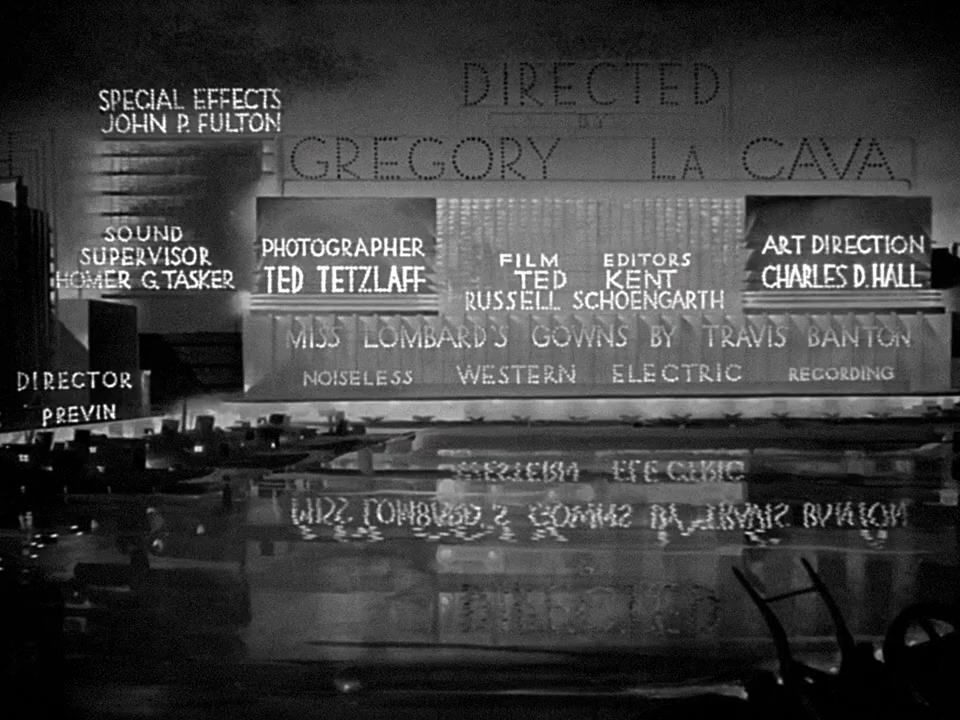 SPECIAL EFFECTS
JOHN P. FULTON
DIRECTED
BY
GREGORY LA CAVA
SOUND
SUPERVISOR
HOMER G. TASKER
PHOTOGRAPHER
TED TETZLAFF
FILM EDITORS
TED KENT
RUSSELL SCHOENGARTH
ART DIRECTION
CHARLES D. HALL
MISS LOMBARD'S GOWNS BY TRAVIS BANTON
NOISELESS WESTERN ELECTRIC RECORDING
DIRECTOR
PREVIN